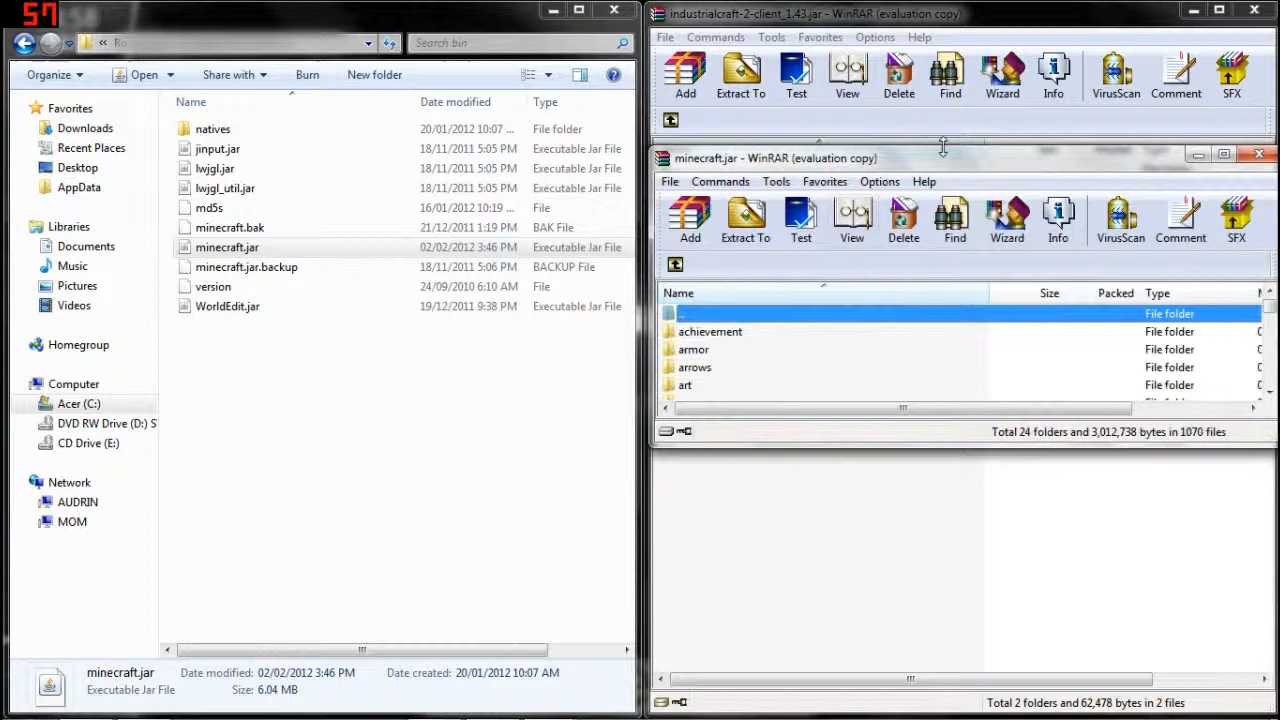 57
Ro
Search bin
Organize
Open
Share with
Burn
New folder
Favorites
Downloads
Recent Places
Desktop
AppData
Libraries
Documents
Music
Pictures
Videos
Homegroup
Computer
Acer (C:)
DVD RW Drive (D:) S
CD Drive (E:)
Network
AUDRIN
MOM
Name Date modified Type
natives 20/01/2012 10:07 ... File folder
jinput.jar 18/11/2011 5:05 PM Executable Jar File
lwjgl.jar 18/11/2011 5:05 PM Executable Jar File
lwjgl_util.jar 18/11/2011 5:05 PM Executable Jar File
md5s 16/01/2012 10:19 ... File
minecraft.bak 21/12/2011 1:19 PM BAK File
minecraft.jar 02/02/2012 3:46 PM Executable Jar File
minecraft.jar.backup 18/11/2011 5:06 PM BACKUP File
version 24/09/2010 6:10 AM File
WorldEdit.jar 19/12/2011 9:38 PM Executable Jar File
minecraft.jar Date modified: 02/02/2012 3:46 PM Date created: 20/01/2012 10:07 AM
Executable Jar File Size: 6.04 MB
industrialcraft-2-client_1.43.jar - WinRAR (evaluation copy)
File Commands Tools Favorites Options Help
Add Extract To Test View Delete Find Wizard Info VirusScan Comment SFX
minecraft.jar - WinRAR (evaluation copy)
File Commands Tools Favorites Options Help
Add Extract To Test View Delete Find Wizard Info VirusScan Comment SFX
Name Size Packed Type
.. File folder
achievement File folder
armor File folder
arrows File folder
art File folder
Total 24 folders and 3,012,738 bytes in 1070 files
Total 2 folders and 62,478 bytes in 2 files